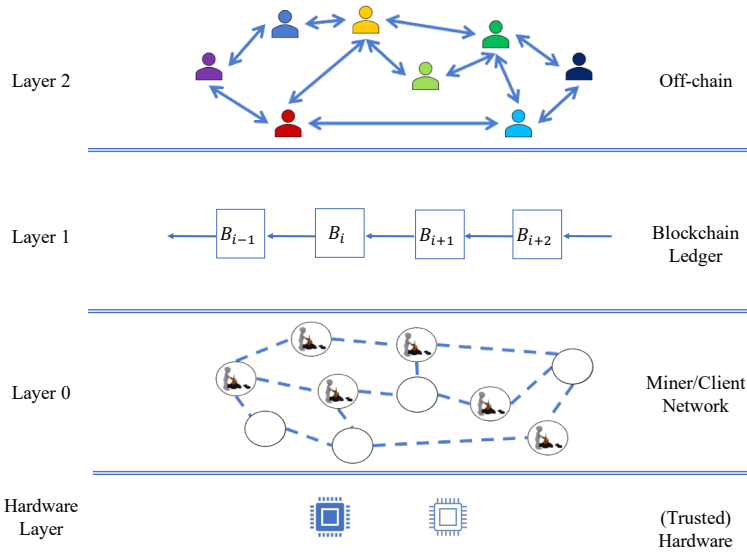 Layer 2
Off-chain
Layer 1
B_{i-1}
B_i
B_{i+1}
B_{i+2}
Blockchain
Ledger
Layer 0
Miner/Client
Network
Hardware
Layer
(Trusted)
Hardware